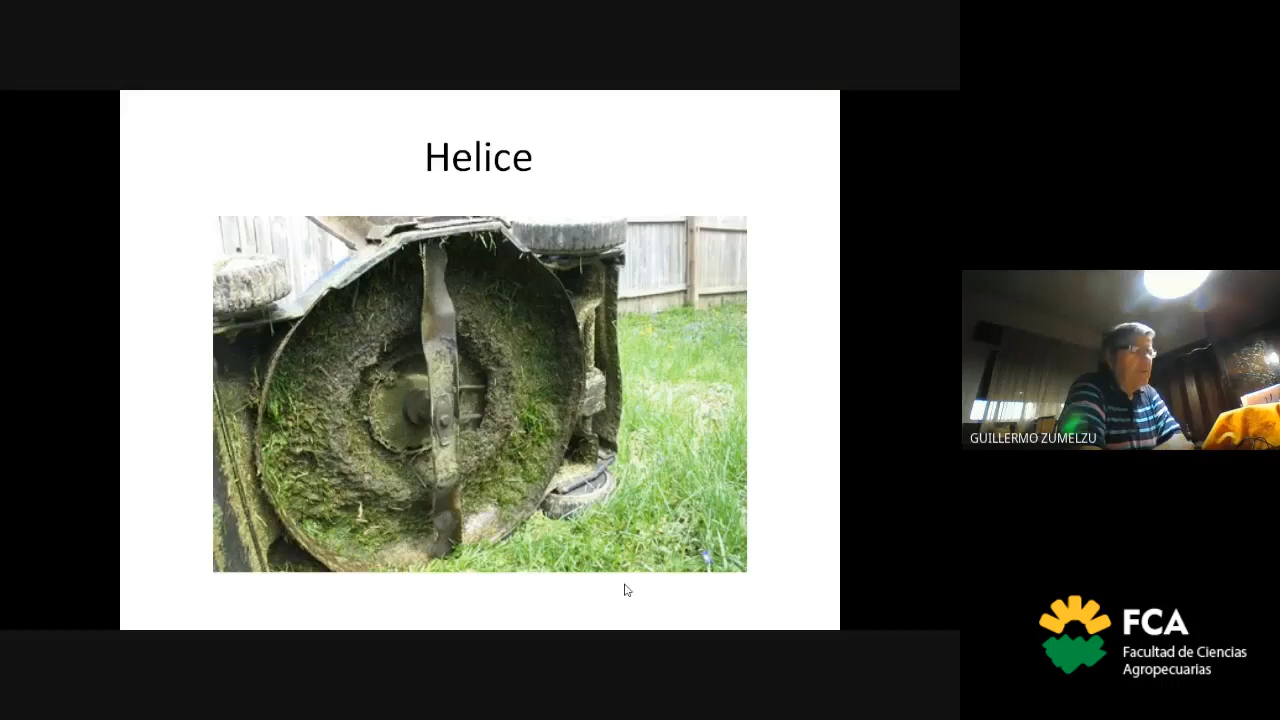 Helice
GUILLERMO ZUMELZU
FCA
Facultad de Ciencias
Agropecuarias